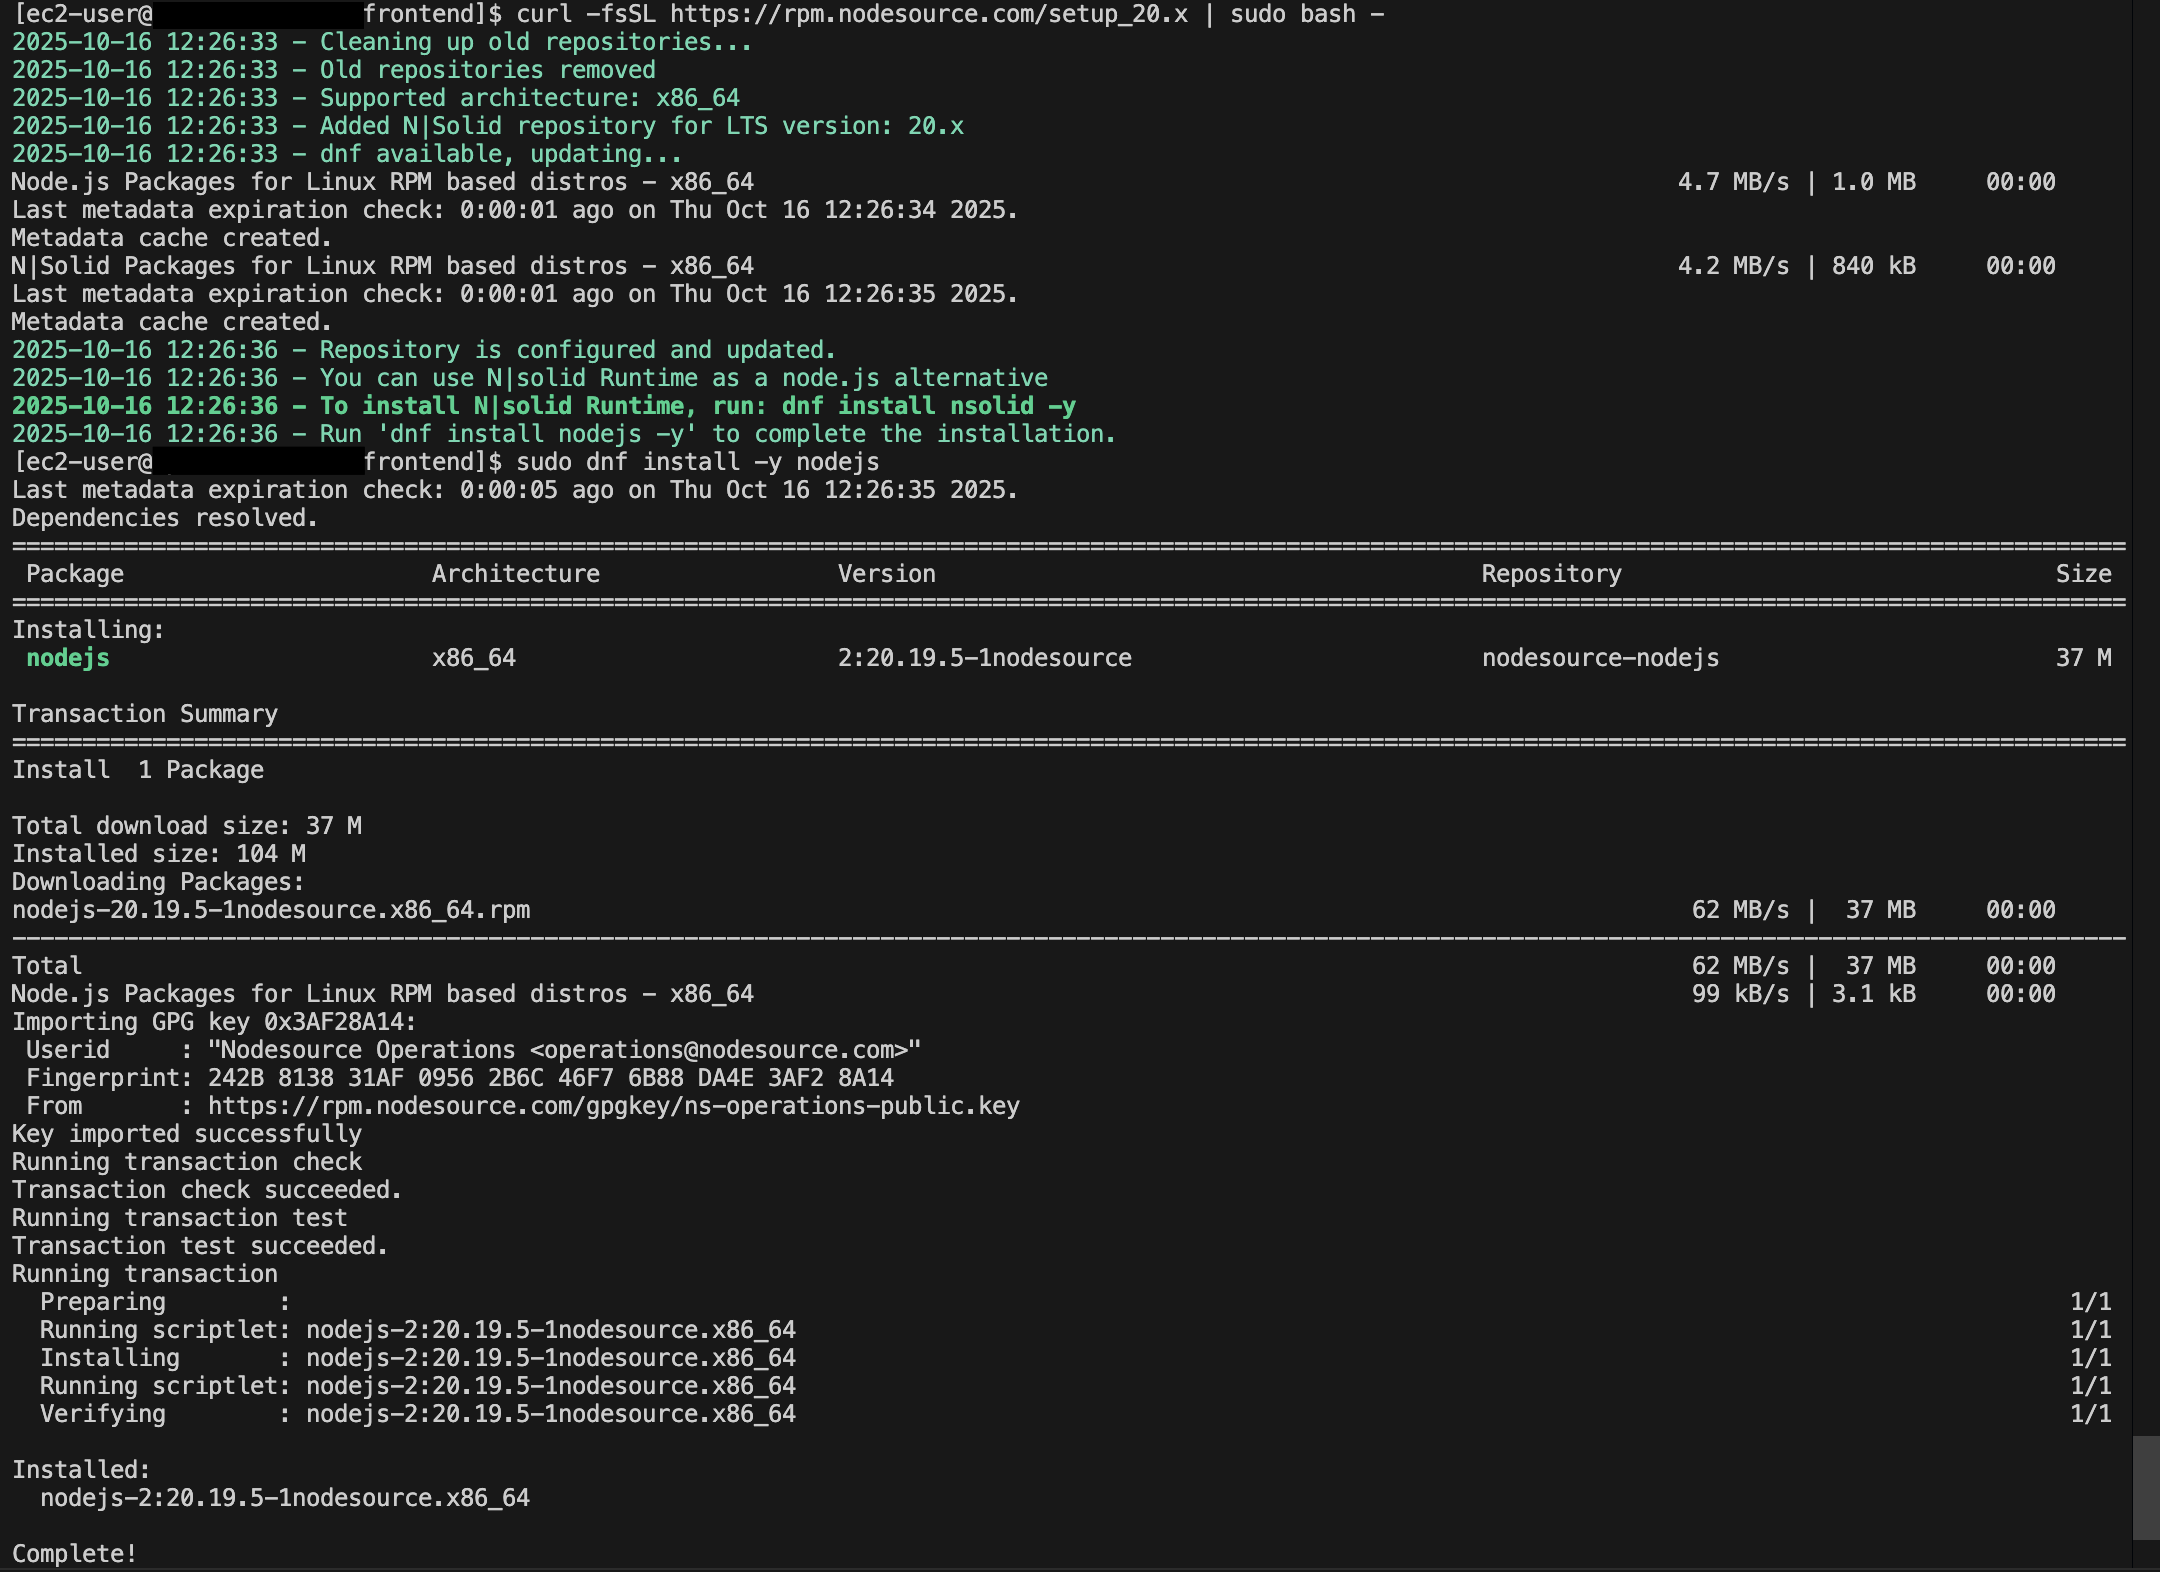 [ec2-user@ frontend]$ curl -fsSL https://rpm.nodesource.com/setup_20.x | sudo bash -
2025-10-16 12:26:33 - Cleaning up old repositories...
2025-10-16 12:26:33 - Old repositories removed
2025-10-16 12:26:33 - Supported architecture: x86_64
2025-10-16 12:26:33 - Added N|Solid repository for LTS version: 20.x
2025-10-16 12:26:33 - dnf available, updating...
Node.js Packages for Linux RPM based distros - x86_64 4.7 MB/s | 1.0 MB 00:00
Last metadata expiration check: 0:00:01 ago on Thu Oct 16 12:26:34 2025.
Metadata cache created.
N|Solid Packages for Linux RPM based distros - x86_64 4.2 MB/s | 840 kB 00:00
Last metadata expiration check: 0:00:01 ago on Thu Oct 16 12:26:35 2025.
Metadata cache created.
2025-10-16 12:26:36 - Repository is configured and updated.
2025-10-16 12:26:36 - You can use N|solid Runtime as a node.js alternative
2025-10-16 12:26:36 - To install N|solid Runtime, run: dnf install nsolid -y
2025-10-16 12:26:36 - Run 'dnf install nodejs -y' to complete the installation.
[ec2-user@ frontend]$ sudo dnf install -y nodejs
Last metadata expiration check: 0:00:05 ago on Thu Oct 16 12:26:35 2025.
Dependencies resolved.
Package Architecture Version Repository Size
Installing:
nodejs x86_64 2:20.19.5-1nodesource nodesource-nodejs 37 M
Transaction Summary
Install 1 Package
Total download size: 37 M
Installed size: 104 M
Downloading Packages:
nodejs-20.19.5-1nodesource.x86_64.rpm 62 MB/s | 37 MB 00:00
Total 62 MB/s | 37 MB 00:00
Node.js Packages for Linux RPM based distros - x86_64 99 kB/s | 3.1 kB 00:00
Importing GPG key 0x3AF28A14:
Userid : "Nodesource Operations <operations@nodesource.com>"
Fingerprint: 242B 8138 31AF 0956 2B6C 46F7 6B88 DA4E 3AF2 8A14
From : https://rpm.nodesource.com/gpgkey/ns-operations-public.key
Key imported successfully
Running transaction check
Transaction check succeeded.
Running transaction test
Transaction test succeeded.
Running transaction
Preparing : 1/1
Running scriptlet: nodejs-2:20.19.5-1nodesource.x86_64 1/1
Installing : nodejs-2:20.19.5-1nodesource.x86_64 1/1
Running scriptlet: nodejs-2:20.19.5-1nodesource.x86_64 1/1
Verifying : nodejs-2:20.19.5-1nodesource.x86_64 1/1
Installed:
nodejs-2:20.19.5-1nodesource.x86_64
Complete!